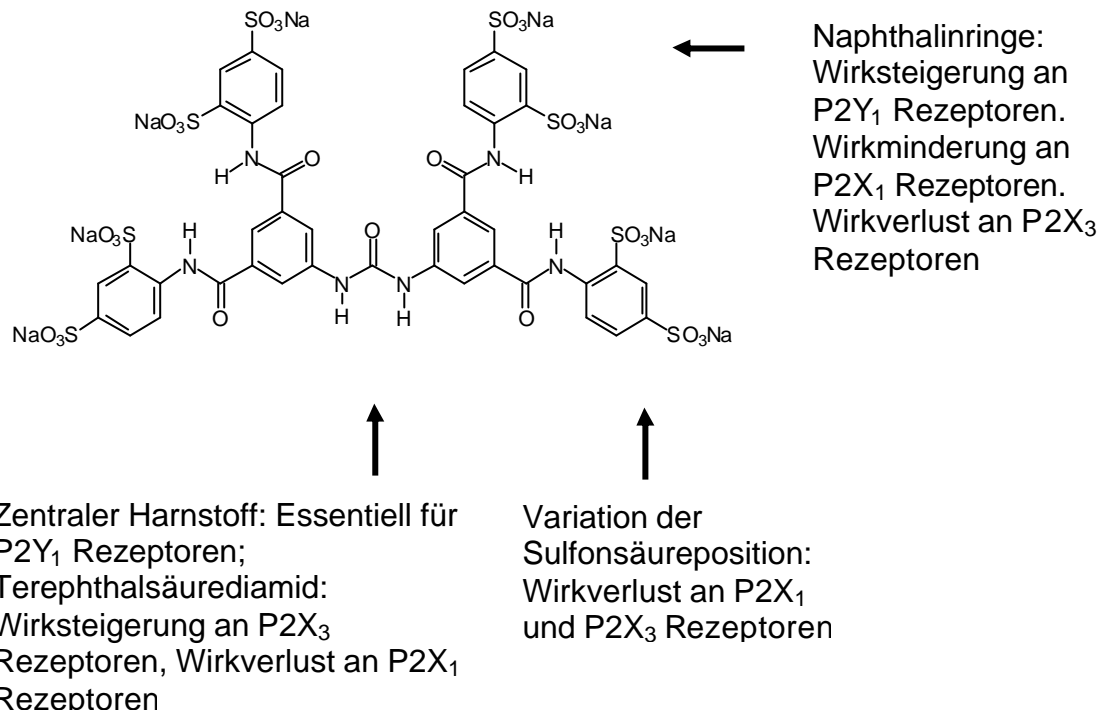 SO₃Na
SO₃Na
NaO₃S
SO₃Na
N
H
O
O
N
H
NaO₃S
H
N
O
O
N
H
N
H
H
N
O
SO₃Na
NaO₃S
SO₃Na
Naphthalinringe:
Wirksteigerung an
P2Y₁ Rezeptoren.
Wirkminderung an
P2X₁ Rezeptoren.
Wirkverlust an P2X₃
Rezeptoren
Zentraler Harnstoff: Essentiell für
P2Y₁ Rezeptoren;
Terephthalsäurediamid:
Wirksteigerung an P2X₃
Rezeptoren, Wirkverlust an P2X₁
Rezeptoren
Variation der
Sulfonsäureposition:
Wirkverlust an P2X₁
und P2X₃ Rezeptoren